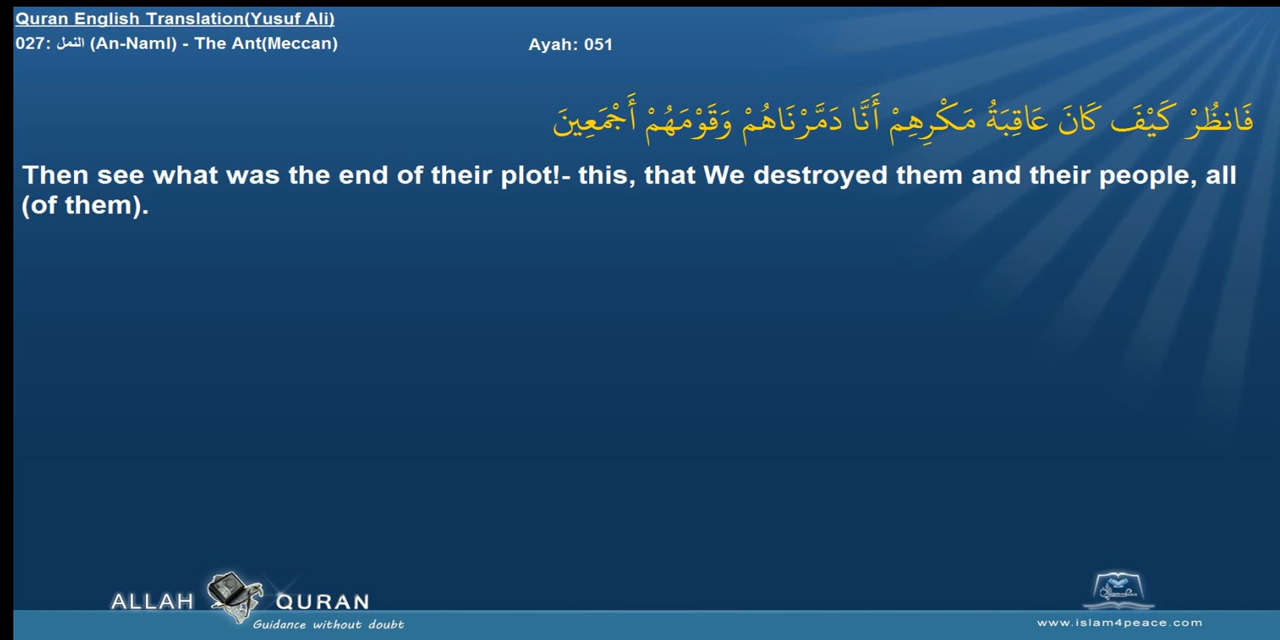 Quran English Translation(Yusuf Ali)
027: النمل (An-Naml) - The Ant(Meccan)
Ayah: 051
فَانظُرْ كَيْفَ كَانَ عَاقِبَةُ مَكْرِهِمْ أَنَّا دَمَّرْنَاهُمْ وَقَوْمَهُمْ أَجْمَعِينَ
Then see what was the end of their plot!- this, that We destroyed them and their people, all
(of them).
ALLAH QURAN
Guidance without doubt
www.islam4peace.com